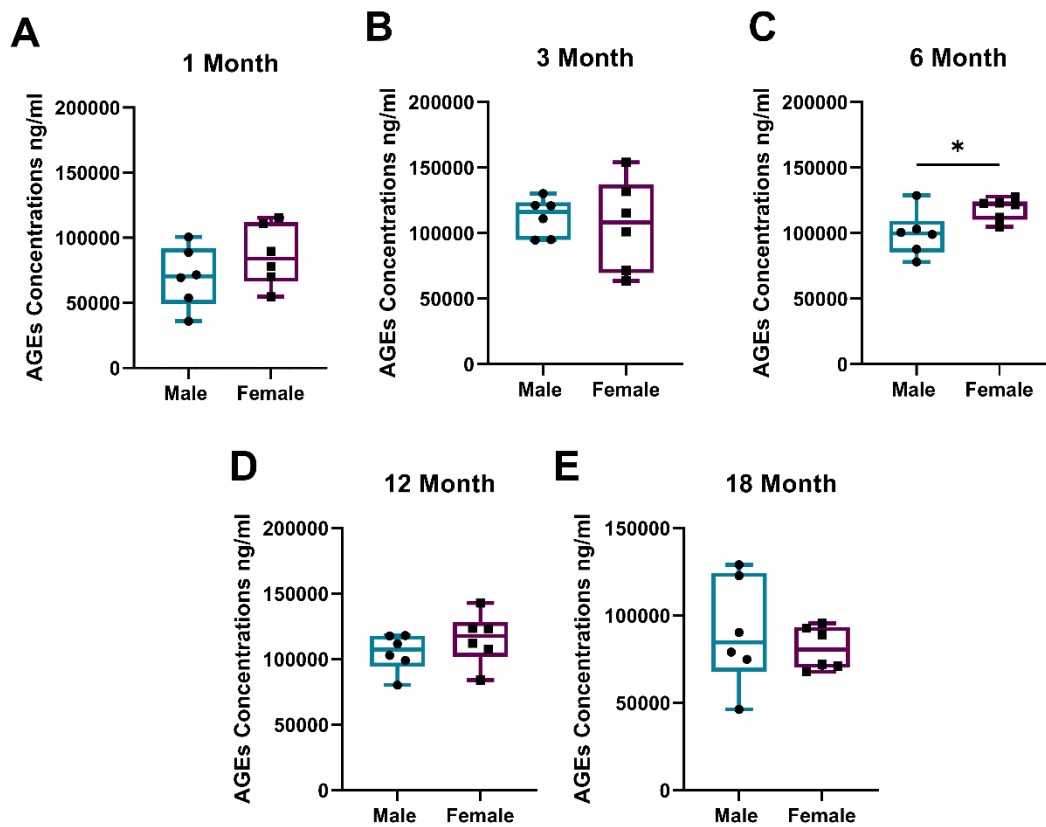 A
1 Month
AGEs Concentrations ng/ml
200000
150000
100000
50000
0
Male Female
B
3 Month
AGEs Concentrations ng/ml
200000
150000
100000
50000
0
Male Female
C
6 Month
AGEs Concentrations ng/ml
200000
150000
100000
50000
0
*
Male Female
D
12 Month
AGEs Concentrations ng/ml
200000
150000
100000
50000
0
Male Female
E
18 Month
AGEs Concentrations ng/ml
150000
100000
50000
0
Male Female